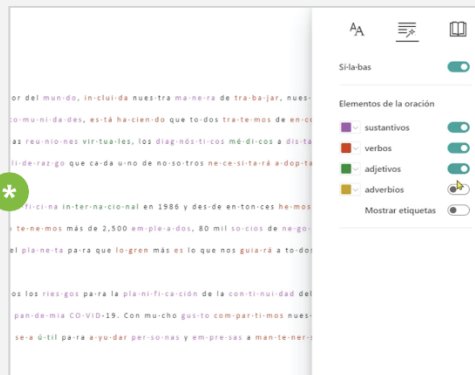 AA
Sí·la·bas
Elementos de la oración
sustantivos
verbos
adjetivos
adverbios
Mostrar etiquetas
or del mun·do, in·clui·da nues·tra ma·ne·ra de tra·ba·jar, nues-
co·mu·ni·da·des, es·tá ha·cien·do que to·dos tra·te·mos de en·co
as reu·nio·nes vir·tua·les, los diag·nós·ti·cos mé·di·cos a dis·ta
li·de·raz·go que ca·da u·no de no·so·tros ne·ce·si·ta·rá a·dop·ta
*
fi·ci·na in·ter·na·cio·nal en 1986 y des·de en·ton·ces he·mos
te·ne·mos más de 2,500 em·ple·a·dos, 80 mil so·cios de ne·go-
el pla·ne·ta pa·ra que lo·gren más es lo que nos guia·rá a to·do
os los ries·gos pa·ra la pla·ni·fi·ca·ción de la con·ti·nui·dad del
pan·de·mia CO·VID-19. Con mu·cho gus·to com·par·ti·mos nues-
se·a ú·til pa·ra a·yu·dar per·so·nas y em·pre·sas a man·te·ner-